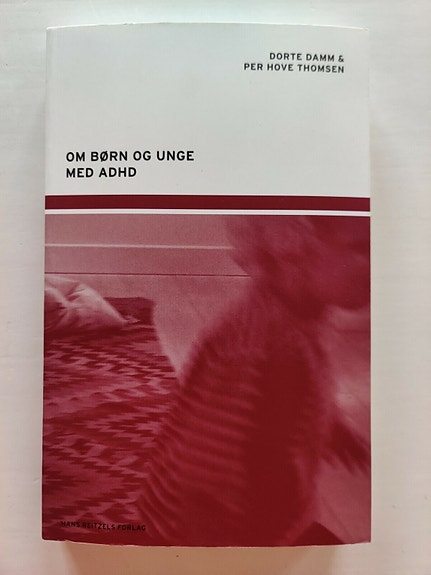 DORTE DAMM &
PER HOVE THOMSEN
OM BØRN OG UNGE
MED ADHD
HANS REITZELS FORLAG